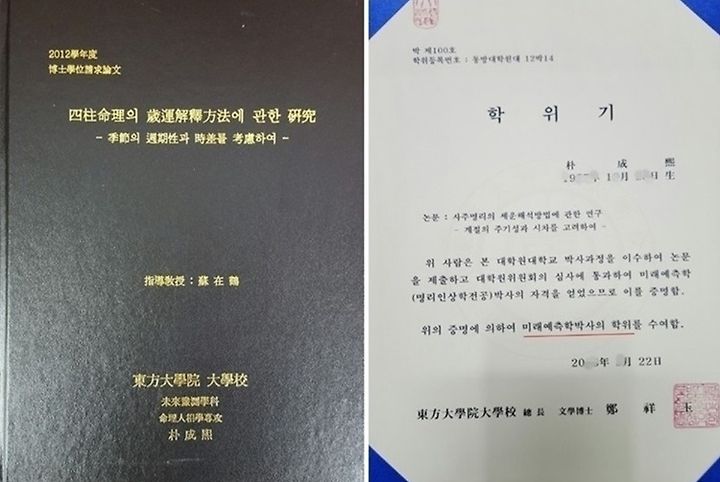 2012學年度
博士學位請求論文
四柱命理의 歲運解釋方法에 관한 硏究
- 季節의 週期性과 時差를 考慮하여 -
指導敎授 : 蘇在鶴
東方大學院 大學校
未來豫測學科
命理人相學專攻
朴成熙
박 제100호
학위등록번호 : 동방대학원대 12박14
학 위 기
朴 成 熙
生
논문 : 사주명리의 세운해석방법에 관한 연구
- 계절의 주기성과 시차를 고려하여 -
위 사람은 본 대학원대학교 박사과정을 이수하여 논문
을 제출하고 대학원위원회의 심사에 통과하여 미래예측학
(명리인상학전공)박사의 자격을 얻었으므로 이를 증명함.
위의 증명에 의하여 미래예측학박사의 학위를 수여함.
년 월 22일
東方大學院大學校 總長 文學博士 鄭 祥 玉